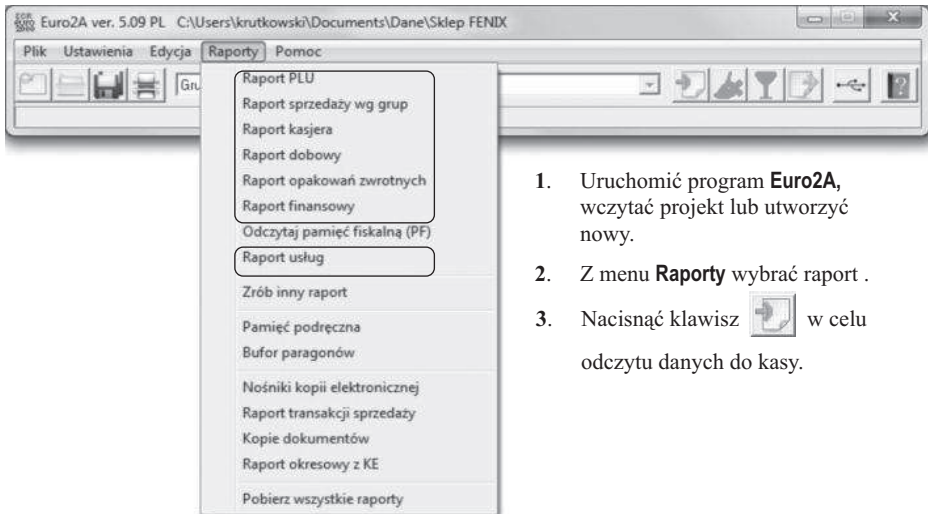 Euro2A ver. 5.09 PL C:\Users\krutkowski\Documents\Dane\Sklep FENIX
Plik Ustawienia Edycja Raporty Pomoc
Gru
Raport PLU
Raport sprzedaży wg grup
Raport kasjera
Raport dobowy
Raport opakowań zwrotnych
Raport finansowy
Odczytaj pamięć fiskalną (PF)
Raport usług
Zrób inny raport
Pamięć podręczna
Bufor paragonów
Nośniki kopii elektronicznej
Raport transakcji sprzedaży
Kopie dokumentów
Raport okresowy z KE
Pobierz wszystkie raporty
1. Uruchomić program Euro2A,
wczytać projekt lub utworzyć
nowy.
2. Z menu Raporty wybrać raport .
3. Nacisnąć klawisz w celu
odczytu danych do kasy.